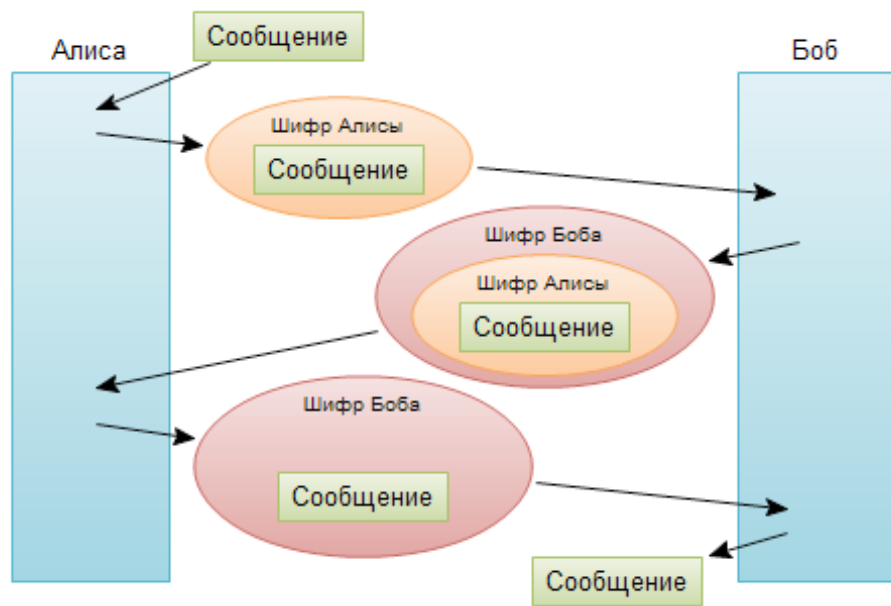 Алиса
Сообщение
Боб
Шифр Алисы
Сообщение
Шифр Боба
Шифр Алисы
Сообщение
Шифр Боба
Сообщение
Сообщение